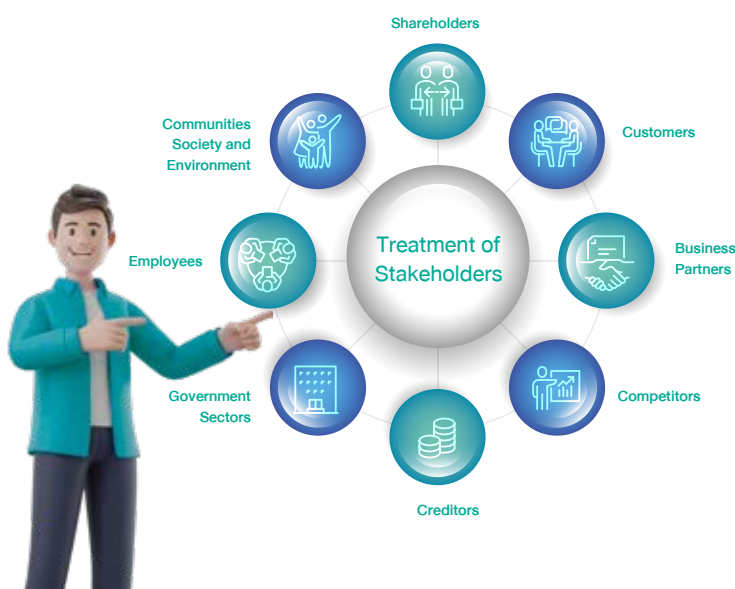 Shareholders
Communities
Society and
Environment
Customers
Treatment of
Stakeholders
Employees
Business
Partners
Government
Sectors
Competitors
Creditors